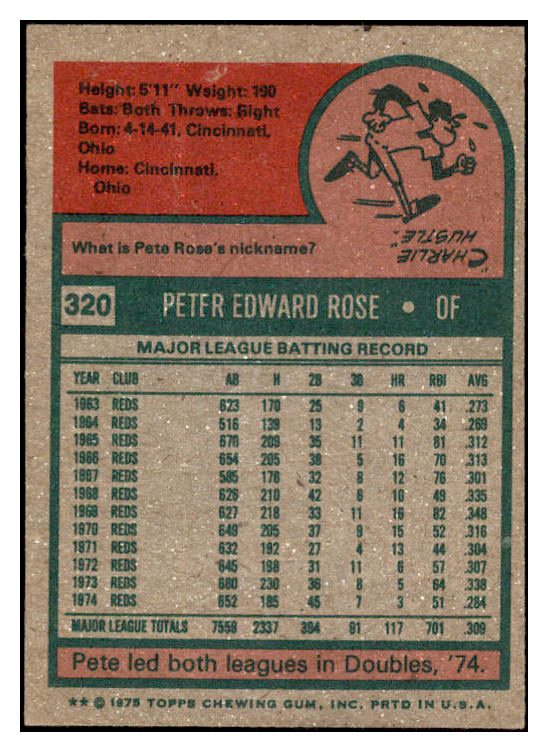 Height: 5'11" Weight: 190
Bats: Both Throws: Right
Born: 4-14-41, Cincinnati,
Ohio
Home: Cincinnati,
Ohio
"CHARLIE
HUSTLE"
What is Pete Rose's nickname?
320 PETER EDWARD ROSE • OF
MAJOR LEAGUE BATTING RECORD
YEAR CLUB AB H 2B 3B HR RBI AVG
1963 REDS 623 170 25 9 6 41 .273
1964 REDS 516 139 13 2 4 34 .269
1965 REDS 670 209 35 11 11 81 .312
1966 REDS 654 205 38 5 16 70 .313
1967 REDS 585 176 32 8 12 76 .301
1968 REDS 626 210 42 6 10 49 .335
1969 REDS 627 218 33 11 16 82 .348
1970 REDS 649 205 37 9 15 52 .316
1971 REDS 632 192 27 4 13 44 .304
1972 REDS 645 198 31 11 6 57 .307
1973 REDS 680 230 36 8 5 64 .338
1974 REDS 652 185 45 7 3 51 .284
MAJOR LEAGUE TOTALS 7559 2337 394 91 117 701 .309
Pete led both leagues in Doubles, '74.
** © 1975 TOPPS CHEWING GUM, INC. PRTD IN U.S.A.